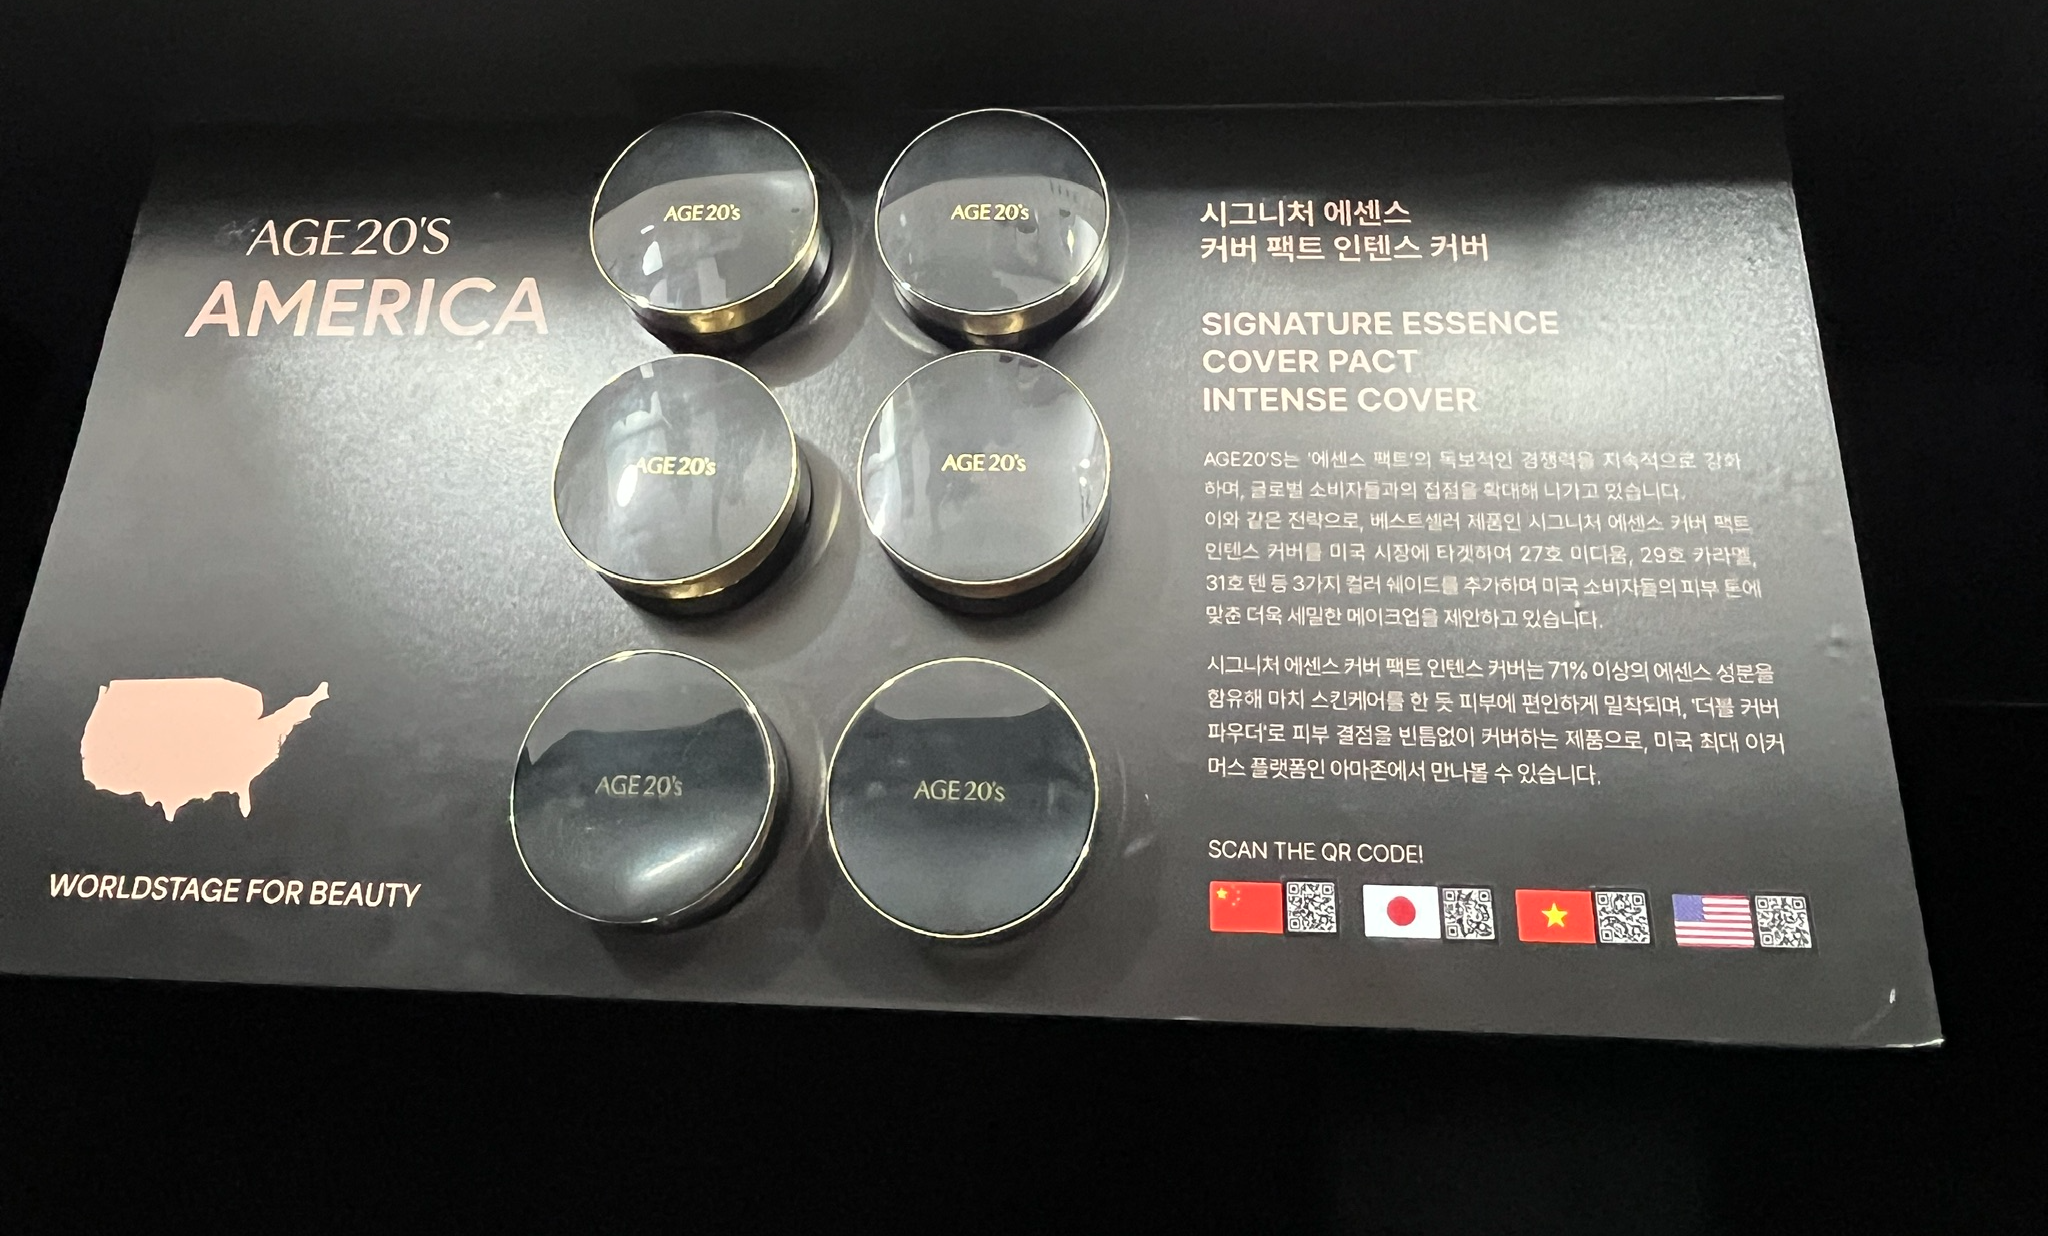 AGE20'S
AMERICA
WORLDSTAGE FOR BEAUTY
AGE20's
AGE20's
AGE20's
AGE20's
AGE20's
AGE20's
시그니처 에센스
커버 팩트 인텐스 커버
SIGNATURE ESSENCE
COVER PACT
INTENSE COVER
AGE20'S는 '에센스 팩트'의 독보적인 경쟁력을 지속적으로 강화
하며, 글로벌 소비자들과의 접점을 확대해 나가고 있습니다.
이와 같은 전략으로, 베스트셀러 제품인 시그니처 에센스 커버 팩트
인텐스 커버를 미국 시장에 타겟하여 27호 미디움, 29호 카라멜,
31호 텐 등 3가지 컬러 쉐이드를 추가하며 미국 소비자들의 피부 톤에
맞춘 더욱 세밀한 메이크업을 제안하고 있습니다.
시그니처 에센스 커버 팩트 인텐스 커버는 71% 이상의 에센스 성분을
함유해 마치 스킨케어를 한 듯 피부에 편안하게 밀착되며, '더블 커버
파우더'로 피부 결점을 빈틈없이 커버하는 제품으로, 미국 최대 이커
머스 플랫폼인 아마존에서 만나볼 수 있습니다.
SCAN THE QR CODE!